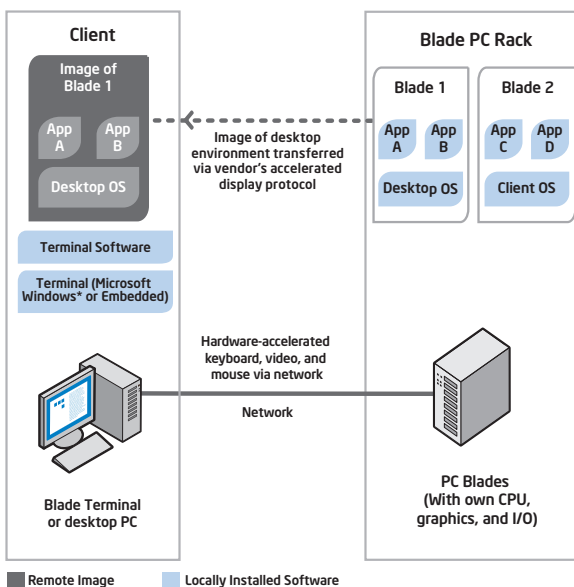 Client
Image of
Blade 1
App
A
App
B
Desktop OS
Terminal Software
Terminal (Microsoft
Windows* or Embedded)
Image of desktop
environment transferred
via vendor's accelerated
display protocol
Blade PC Rack
Blade 1
App
A
App
B
Desktop OS
Blade 2
App
C
App
D
Client OS
Hardware-accelerated
keyboard, video, and
mouse via network
Network
Blade Terminal
or desktop PC
PC Blades
(With own CPU,
graphics, and I/O)
Remote Image
Locally Installed Software